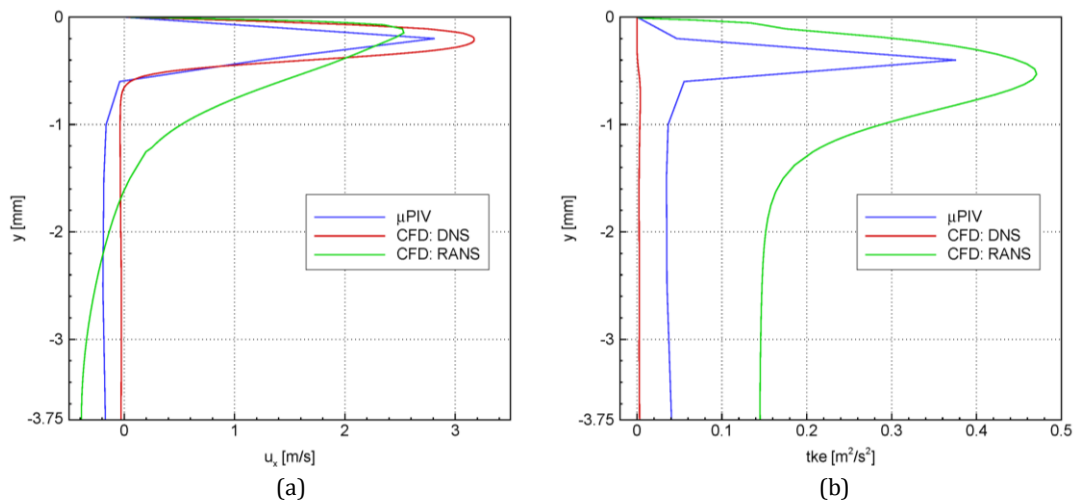 0
-1
-2
-3
-3.75
y [mm]
0
1
2
3
uₓ [m/s]
μPIV
CFD: DNS
CFD: RANS
(a)
0
-1
-2
-3
-3.75
y [mm]
0
0.1
0.2
0.3
0.4
0.5
tke [m²/s²]
μPIV
CFD: DNS
CFD: RANS
(b)